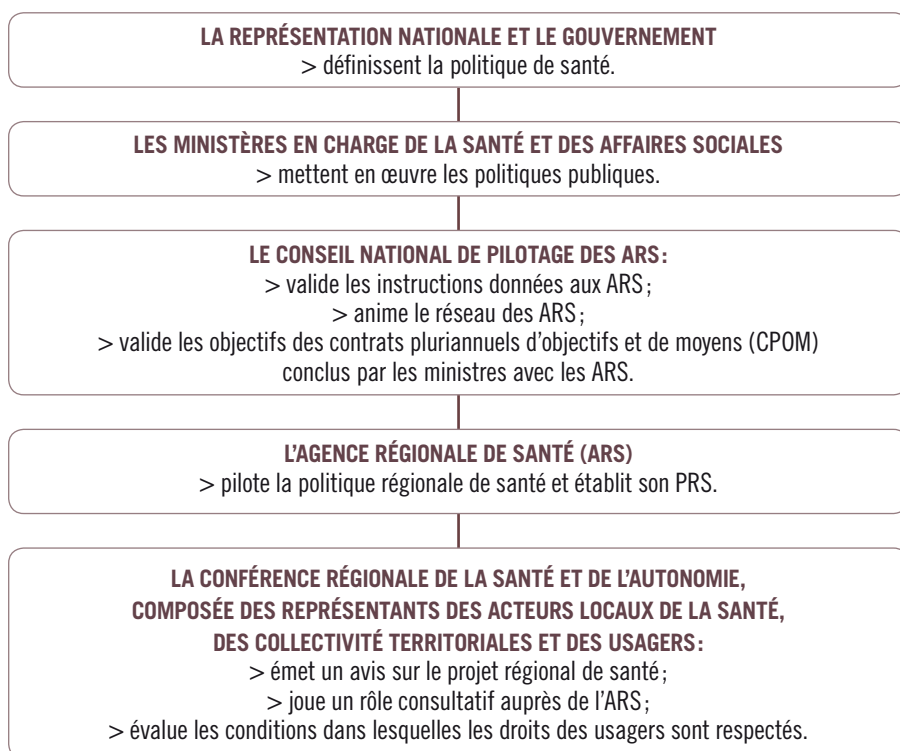 LA REPRÉSENTATION NATIONALE ET LE GOUVERNEMENT
> définissent la politique de santé.
LES MINISTÈRES EN CHARGE DE LA SANTÉ ET DES AFFAIRES SOCIALES
> mettent en œuvre les politiques publiques.
LE CONSEIL NATIONAL DE PILOTAGE DES ARS :
> valide les instructions données aux ARS ;
> anime le réseau des ARS ;
> valide les objectifs des contrats pluriannuels d'objectifs et de moyens (CPOM)
conclus par les ministres avec les ARS.
L'AGENCE RÉGIONALE DE SANTÉ (ARS)
> pilote la politique régionale de santé et établit son PRS.
LA CONFÉRENCE RÉGIONALE DE LA SANTÉ ET DE L'AUTONOMIE,
COMPOSÉE DES REPRÉSENTANTS DES ACTEURS LOCAUX DE LA SANTÉ,
DES COLLECTIVITÉ TERRITORIALES ET DES USAGERS :
> émet un avis sur le projet régional de santé ;
> joue un rôle consultatif auprès de l'ARS ;
> évalue les conditions dans lesquelles les droits des usagers sont respectés.